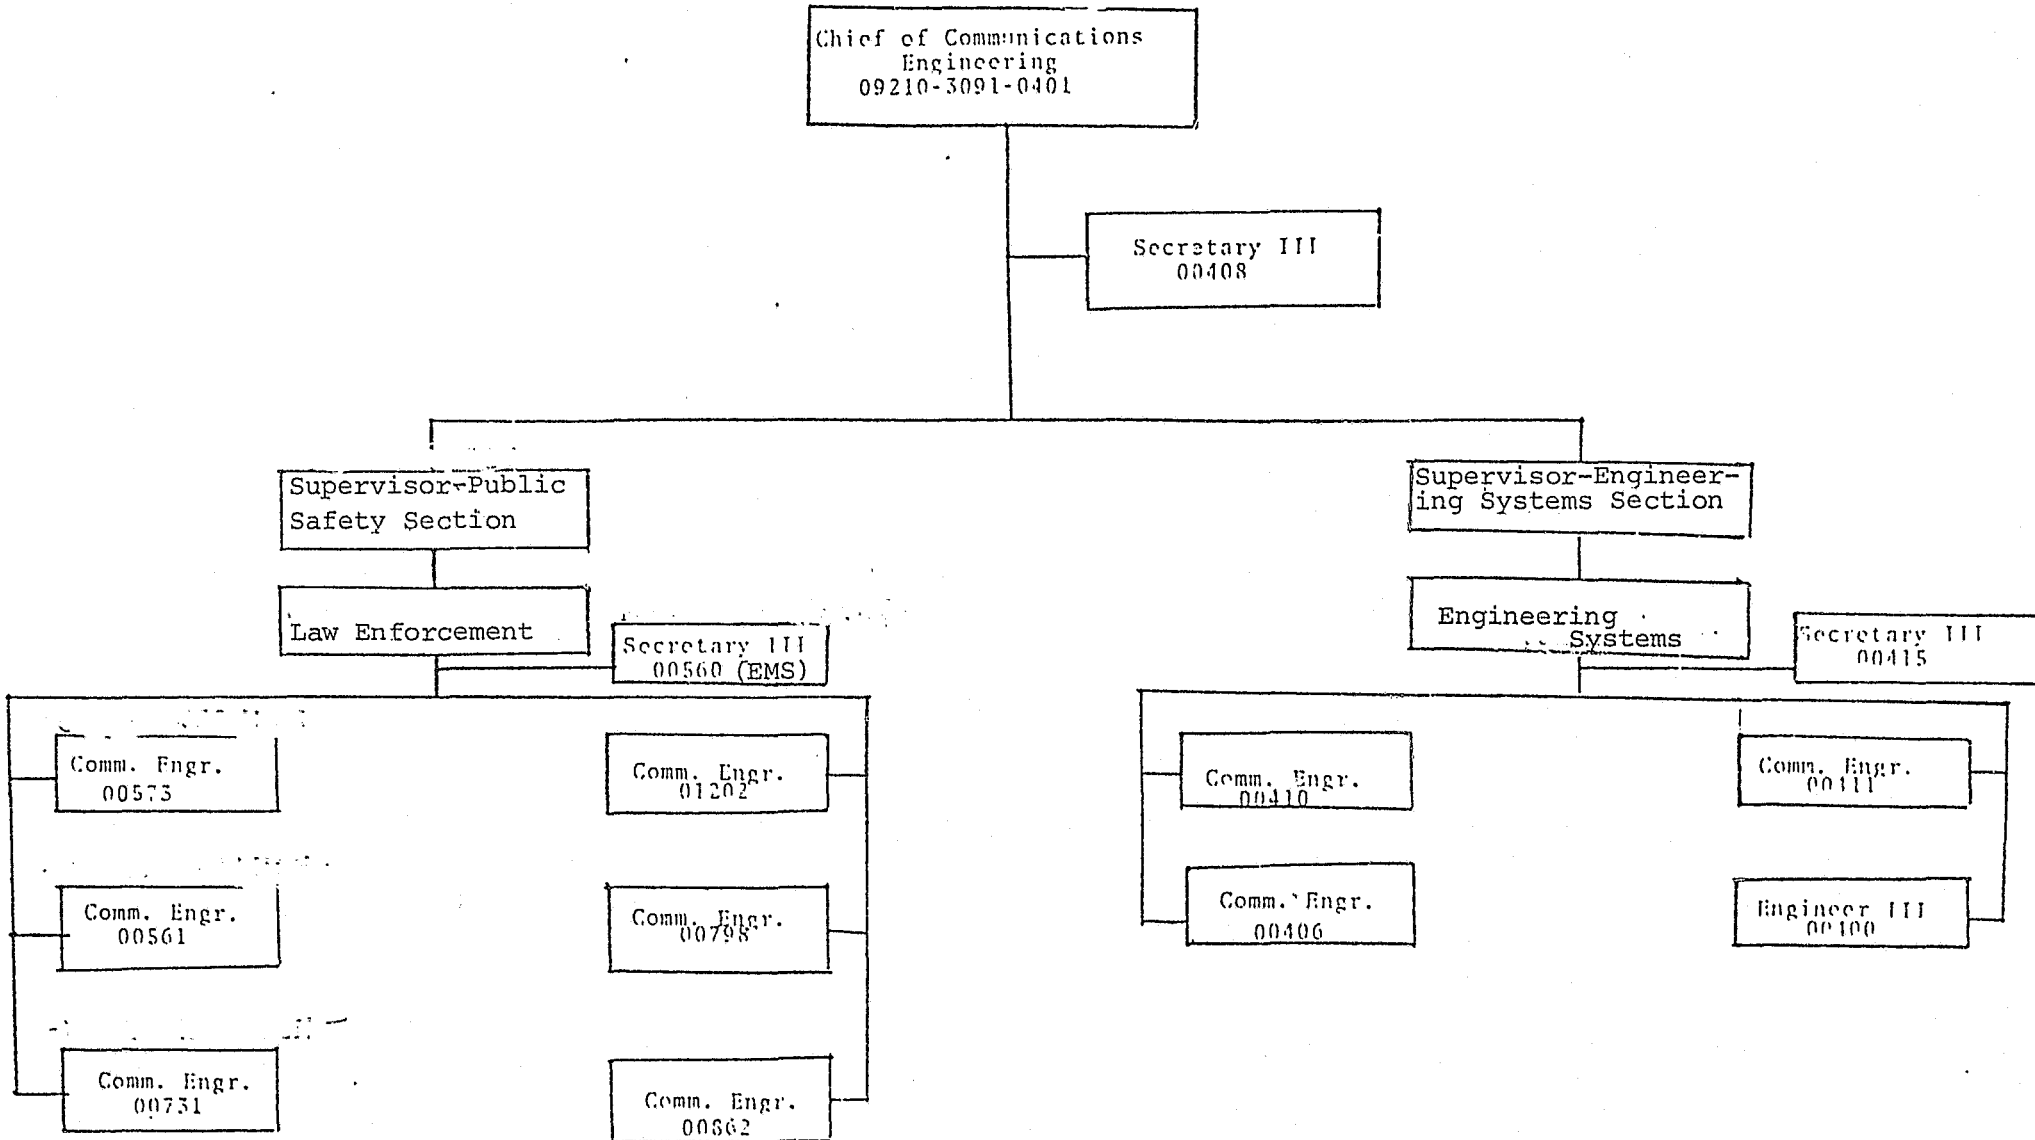 Chief of Communications
Engineering
09210-3091-0401
Secretary III
00408
Supervisor-Public
Safety Section
Supervisor-Engineer-
ing Systems Section
Law Enforcement
Secretary III
00560 (EMS)
Engineering
Systems
Secretary III
00415
Comm. Engr.
00573
Comm. Engr.
01202
Comm. Engr.
00410
Comm. Engr.
00411
Comm. Engr.
00561
Comm. Engr.
00798
Comm. Engr.
00406
Engineer III
Comm. Engr.
00731
Comm. Engr.
00862